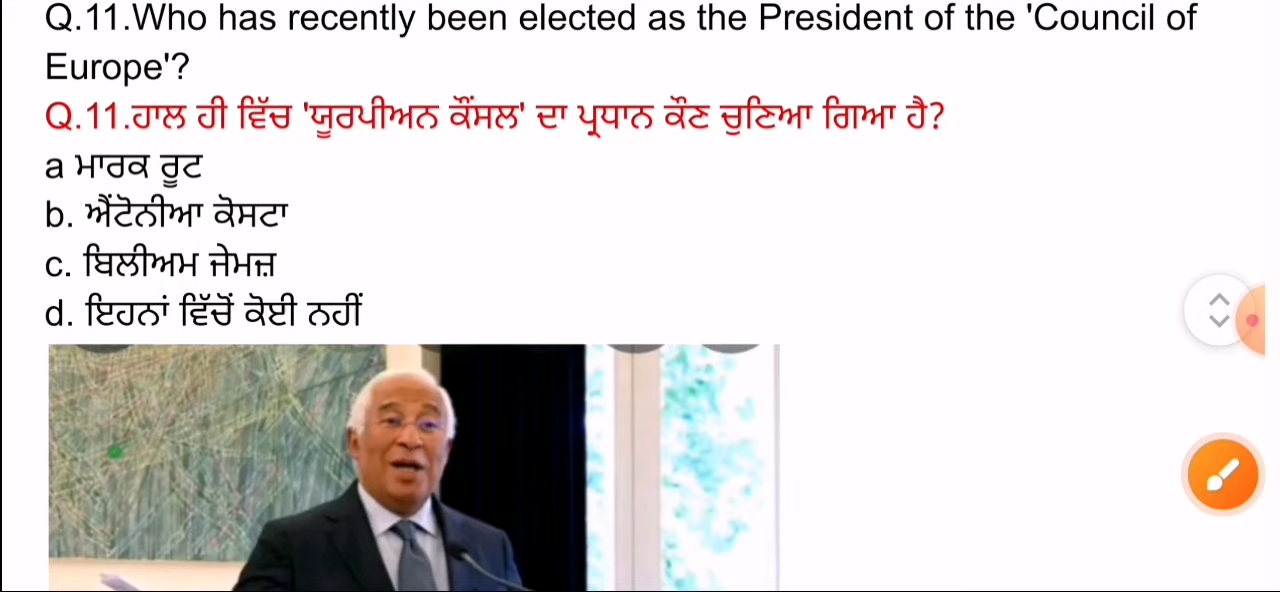 Q.11.Who has recently been elected as the President of the 'Council of
Europe'?
Q.11.ਹਾਲ ਹੀ ਵਿੱਚ 'ਯੂਰਪੀਅਨ ਕੌਂਸਲ' ਦਾ ਪ੍ਰਧਾਨ ਕੌਣ ਚੁਣਿਆ ਗਿਆ ਹੈ?
a ਮਾਰਕ ਰੂਟ
b. ਐਂਟੋਨੀਆ ਕੋਸਟਾ
c. ਬਿਲੀਅਮ ਜੇਮਜ਼
d. ਇਹਨਾਂ ਵਿੱਚੋਂ ਕੋਈ ਨਹੀਂ